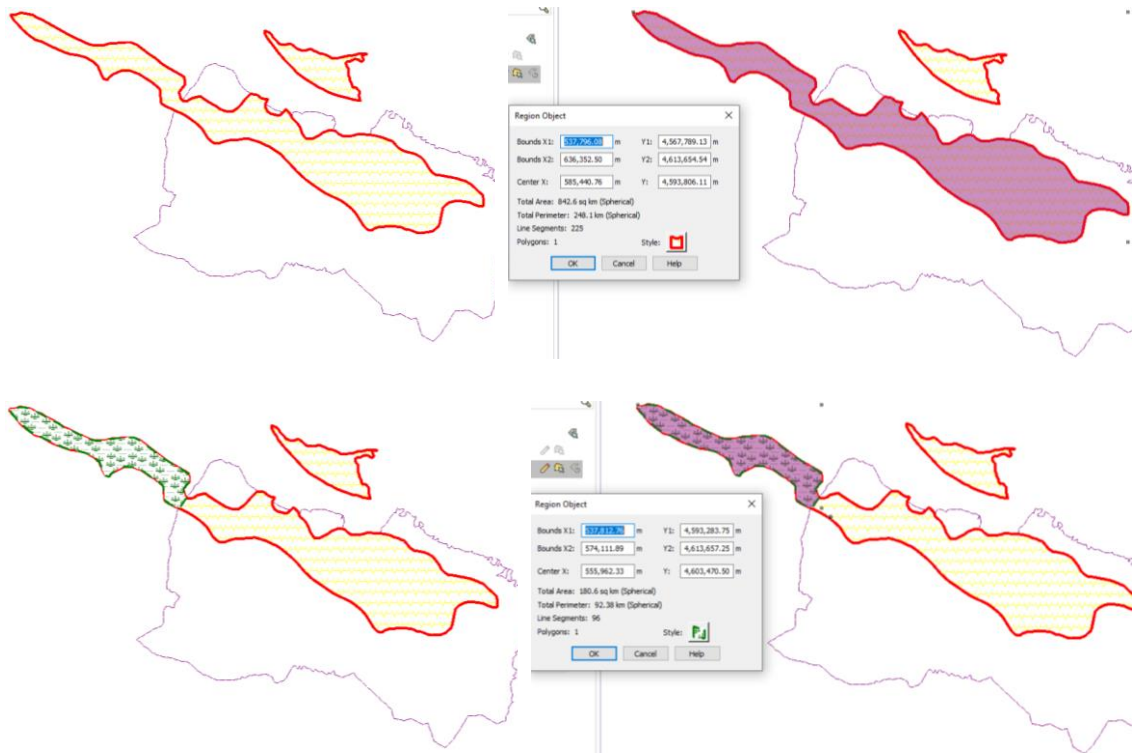 Region Object
Bounds X1: 537,796.08 m Y1: 4,567,789.13 m
Bounds X2: 636,352.50 m Y2: 4,613,654.54 m
Center X: 585,440.76 m Y: 4,593,806.11 m
Total Area: 842.6 sq km (Spherical)
Total Perimeter: 248.1 km (Spherical)
Line Segments: 225
Polygons: 1 Style:
OK Cancel Help
Region Object
Bounds X1: 537,812.76 m Y1: 4,593,283.75 m
Bounds X2: 574,111.89 m Y2: 4,613,657.25 m
Center X: 555,962.33 m Y: 4,603,470.50 m
Total Area: 180.6 sq km (Spherical)
Total Perimeter: 92.38 km (Spherical)
Line Segments: 96
Polygons: 1 Style:
OK Cancel Help